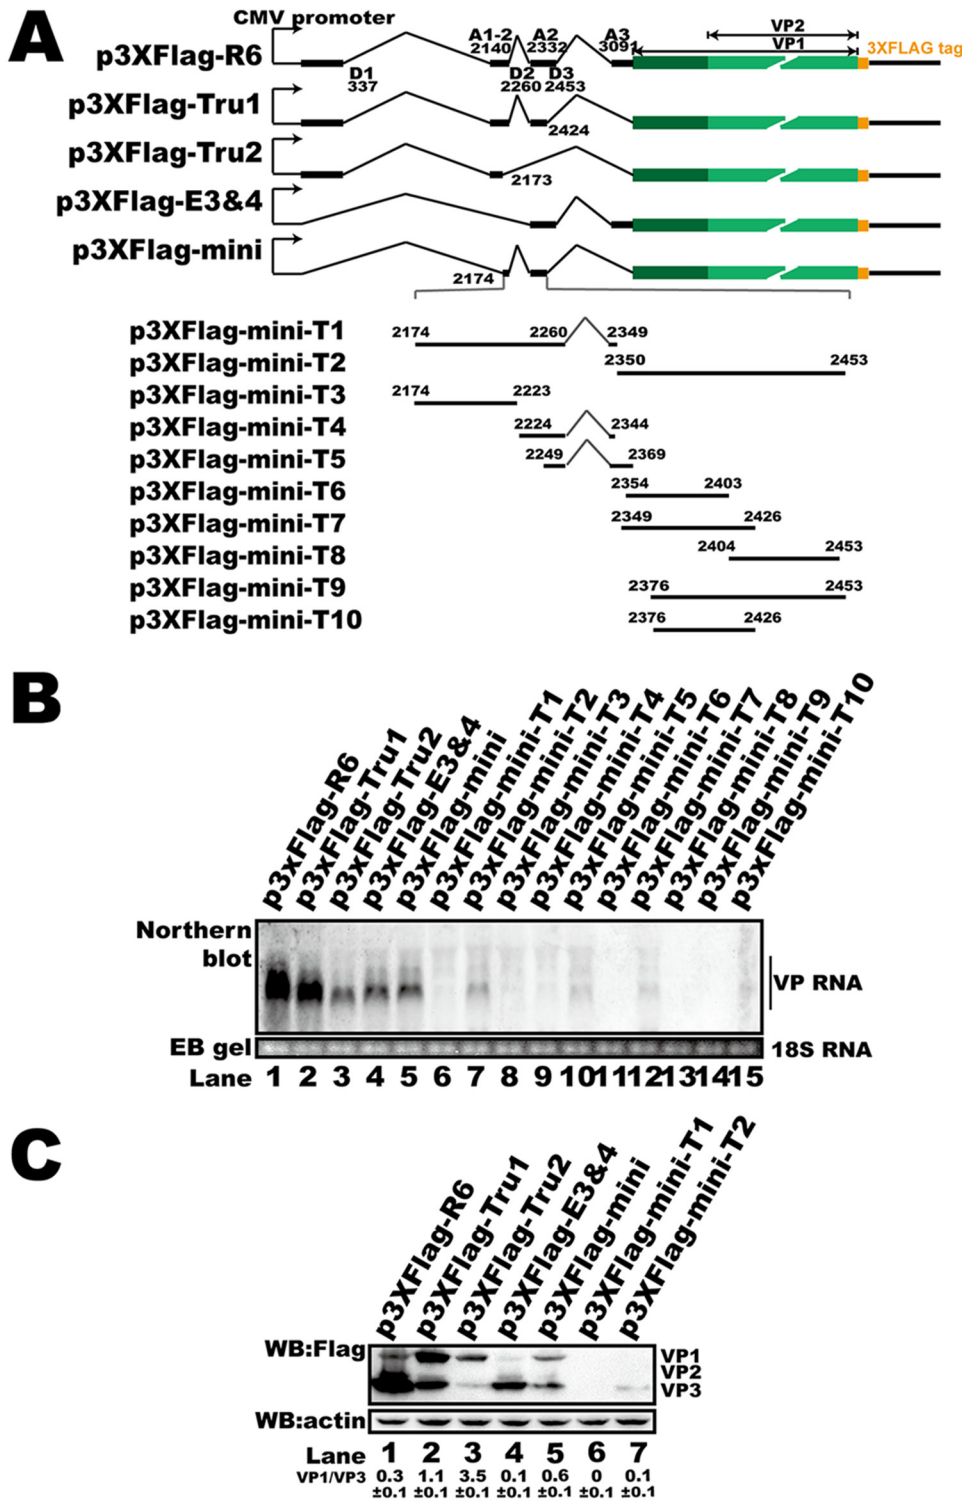 A
CMV promoter
VP2
VP1
3XFLAG tag
A1-2 A2 A3
2140 2332 3091
p3XFlag-R6
D1 D2 D3
337 2260 2453
p3XFlag-Tru1
2424
p3XFlag-Tru2
2173
p3XFlag-E3&4
p3XFlag-mini
2174
p3XFlag-mini-T1 2174 2260 2349
p3XFlag-mini-T2 2350 2453
p3XFlag-mini-T3 2174 2223
p3XFlag-mini-T4 2224 2344
p3XFlag-mini-T5 2249 2369
p3XFlag-mini-T6 2354 2403
p3XFlag-mini-T7 2349 2426
p3XFlag-mini-T8 2404 2453
p3XFlag-mini-T9 2376 2453
p3XFlag-mini-T10 2376 2426
B
p3xFlag-R6
p3xFlag-Tru1
p3xFlag-Tru2
p3xFlag-E3&4
p3xFlag-mini
p3xFlag-mini-T1
p3xFlag-mini-T2
p3xFlag-mini-T3
p3xFlag-mini-T4
p3xFlag-mini-T5
p3xFlag-mini-T6
p3xFlag-mini-T7
p3xFlag-mini-T8
p3xFlag-mini-T9
p3xFlag-mini-T10
Northern
blot
VP RNA
EB gel
18S RNA
Lane 1 2 3 4 5 6 7 8 9 10 11 12 13 14 15
C
p3XFlag-R6
p3XFlag-Tru1
p3XFlag-Tru2
p3XFlag-E3&4
p3XFlag-mini
p3XFlag-mini-T1
p3XFlag-mini-T2
WB:Flag
VP1
VP2
VP3
WB:actin
Lane 1 2 3 4 5 6 7
VP1/VP3 0.3 1.1 3.5 0.1 0.6 0 0.1
±0.1 ±0.1 ±0.1 ±0.1 ±0.1 ±0.1 ±0.1